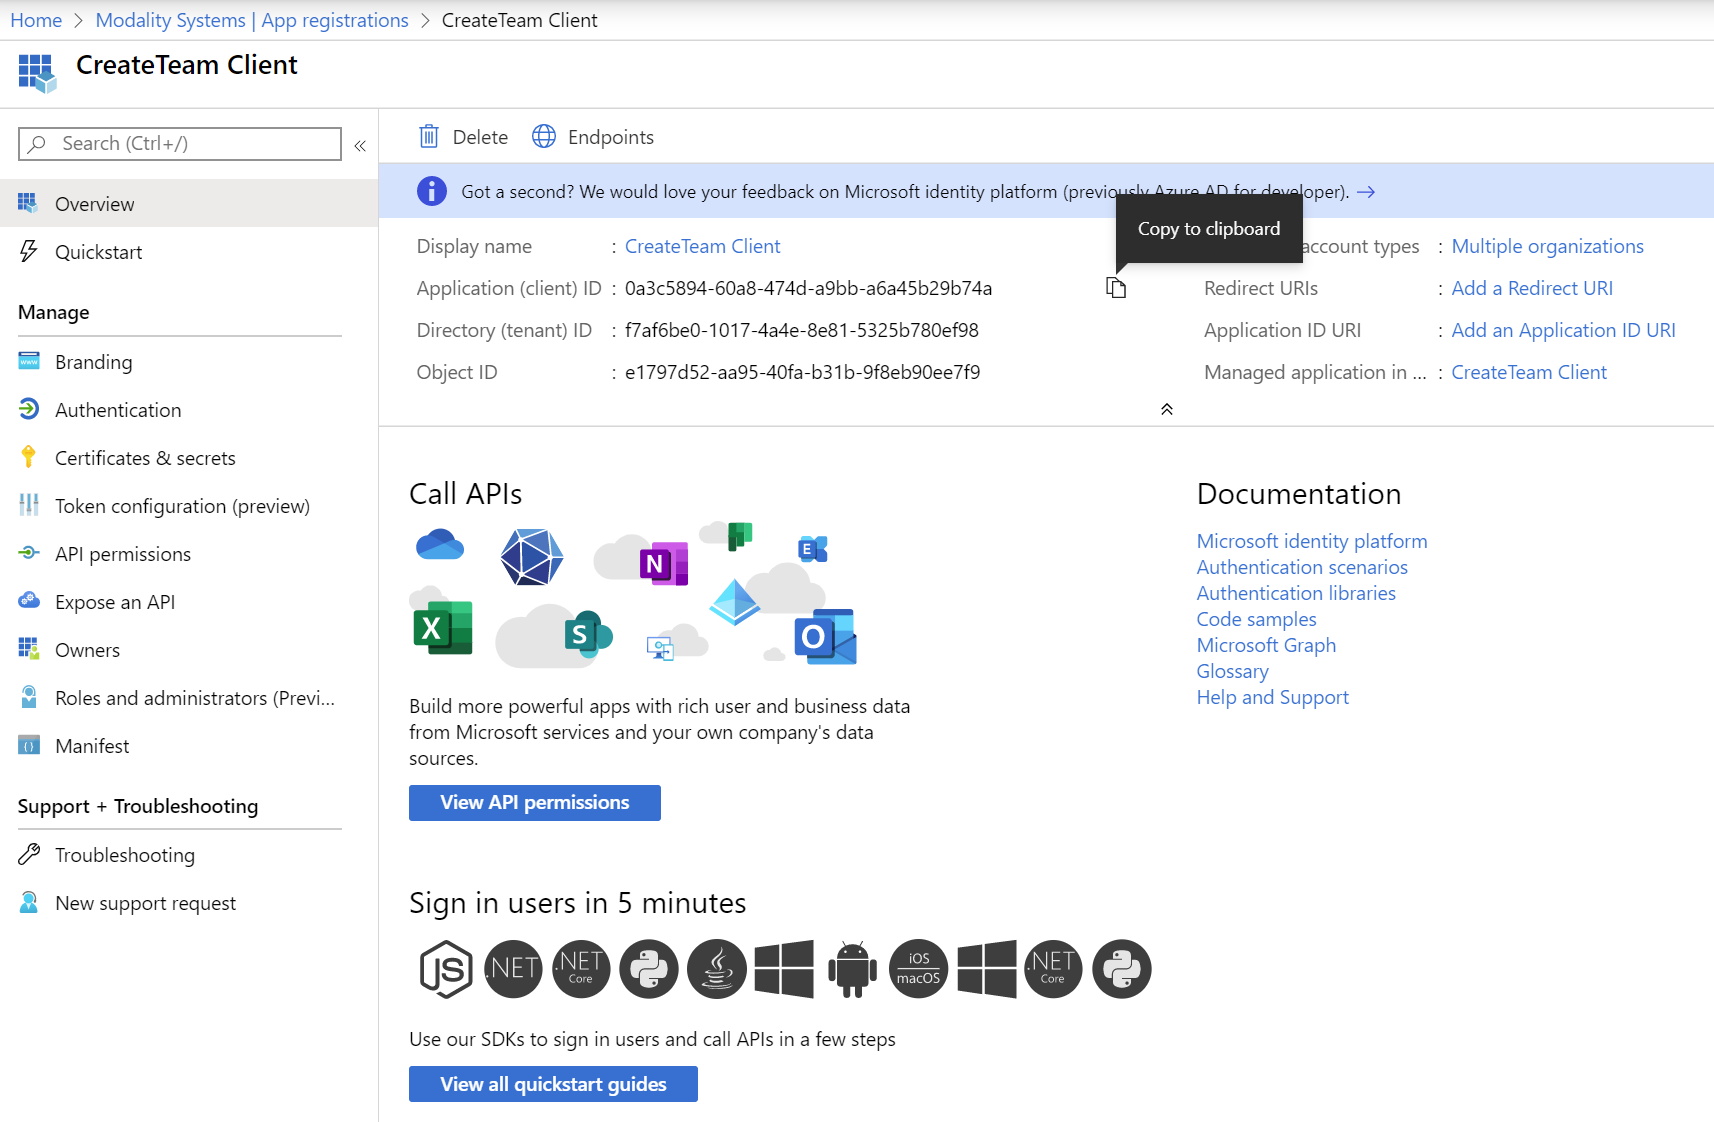 Home > Modality Systems | App registrations > CreateTeam Client
CreateTeam Client
Search (Ctrl+/)
«
Overview
Quickstart
Manage
Branding
Authentication
Certificates & secrets
Token configuration (preview)
API permissions
Expose an API
Owners
Roles and administrators (Previ...
Manifest
Support + Troubleshooting
Troubleshooting
New support request
Delete
Endpoints
Got a second? We would love your feedback on Microsoft identity platform (previously Azure AD for developer). →
Copy to clipboard
Display name : CreateTeam Client
Application (client) ID : 0a3c5894-60a8-474d-a9bb-a6a45b29b74a
Directory (tenant) ID : f7af6be0-1017-4a4e-8e81-5325b780ef98
Object ID : e1797d52-aa95-40fa-b31b-9f8eb90ee7f9
account types : Multiple organizations
Redirect URIs : Add a Redirect URI
Application ID URI : Add an Application ID URI
Managed application in ... : CreateTeam Client
Call APIs
N
E
X
S
O
Build more powerful apps with rich user and business data
from Microsoft services and your own company's data
sources.
View API permissions
Documentation
Microsoft identity platform
Authentication scenarios
Authentication libraries
Code samples
Microsoft Graph
Glossary
Help and Support
Sign in users in 5 minutes
JS .NET .NET Core iOS macOS .NET Core
Use our SDKs to sign in users and call APIs in a few steps
View all quickstart guides